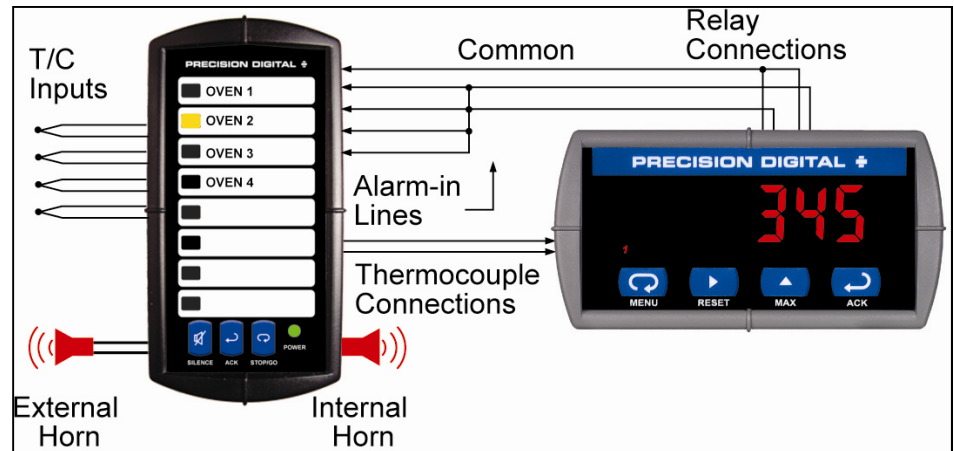 T/C
Inputs
PRECISION DIGITAL
OVEN 1
OVEN 2
OVEN 3
OVEN 4
SILENCE
ACK
STOP/GO
POWER
External
Horn
Internal
Horn
Common
Relay
Connections
Alarm-in
Lines
Thermocouple
Connections
PRECISION DIGITAL
345
1
MENU
RESET
MAX
ACK